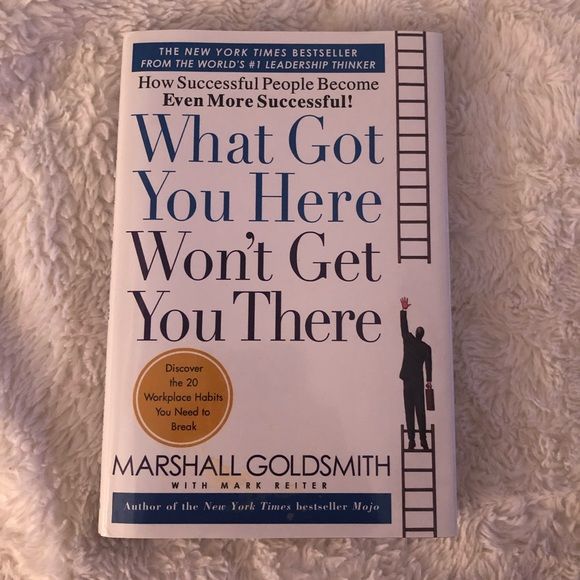 THE NEW YORK TIMES BESTSELLER
FROM THE WORLD'S #1 LEADERSHIP THINKER
How Successful People Become
Even More Successful!
What Got
You Here
Won't Get
You There
Discover
the 20
Workplace Habits
You Need to
Break
MARSHALL GOLDSMITH
WITH MARK REITER
Author of the New York Times bestseller Mojo